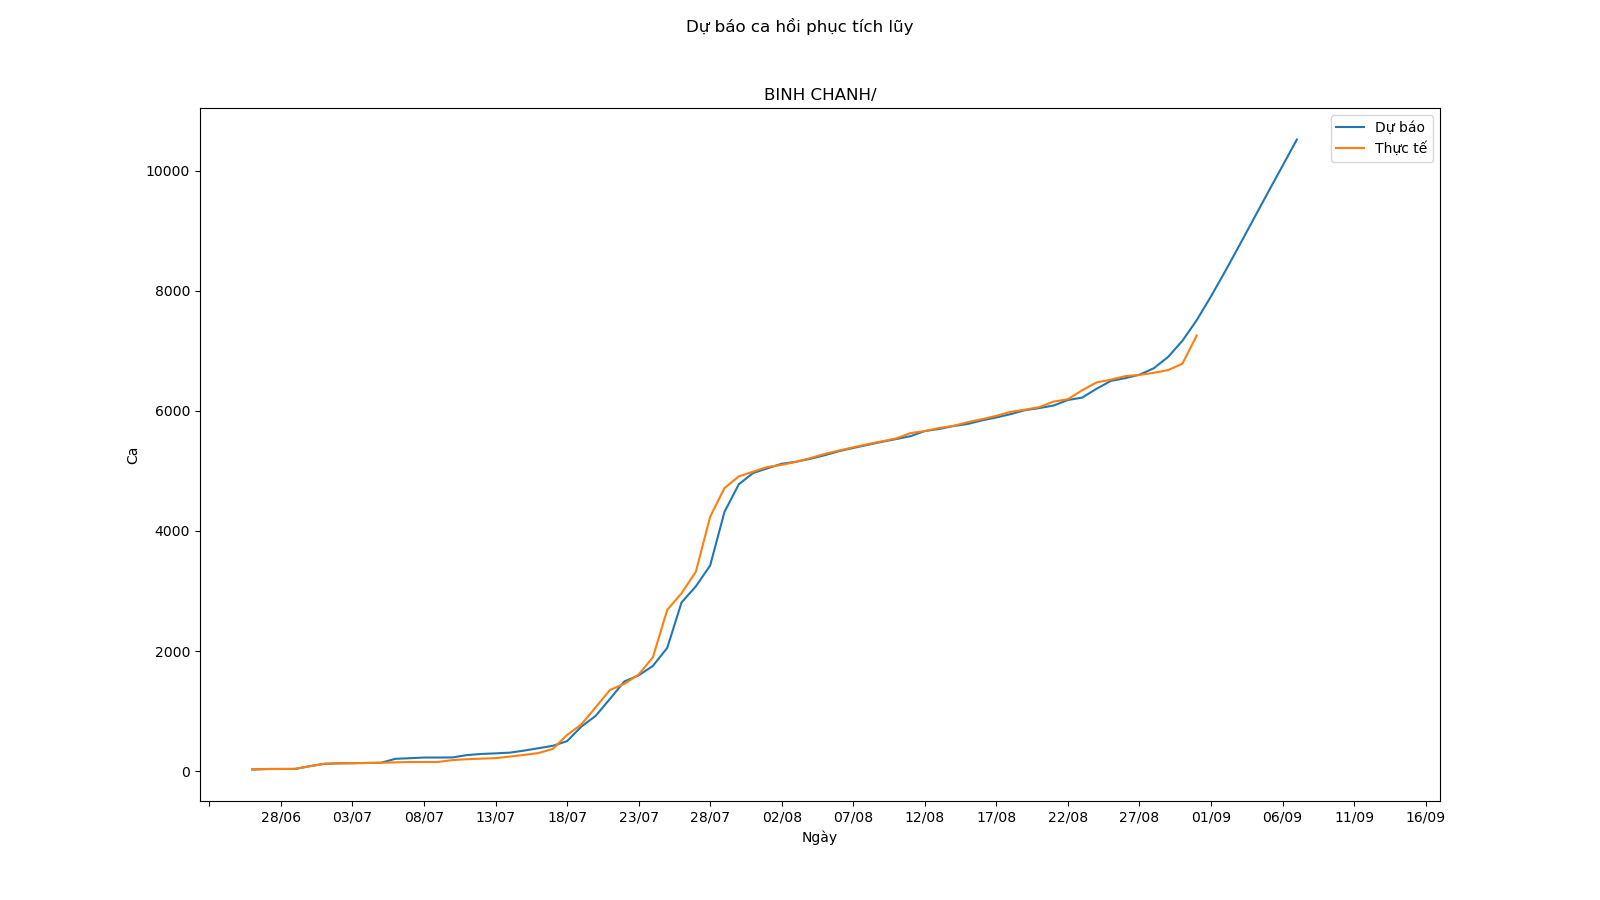 Dự báo ca hồi phục tích lũy
BINH CHANH/
Dự báo
Thực tế
10000
8000
6000
4000
2000
0
Ca
28/06 03/07 08/07 13/07 18/07 23/07 28/07 02/08 07/08 12/08 17/08 22/08 27/08 01/09 06/09 11/09 16/09
Ngày